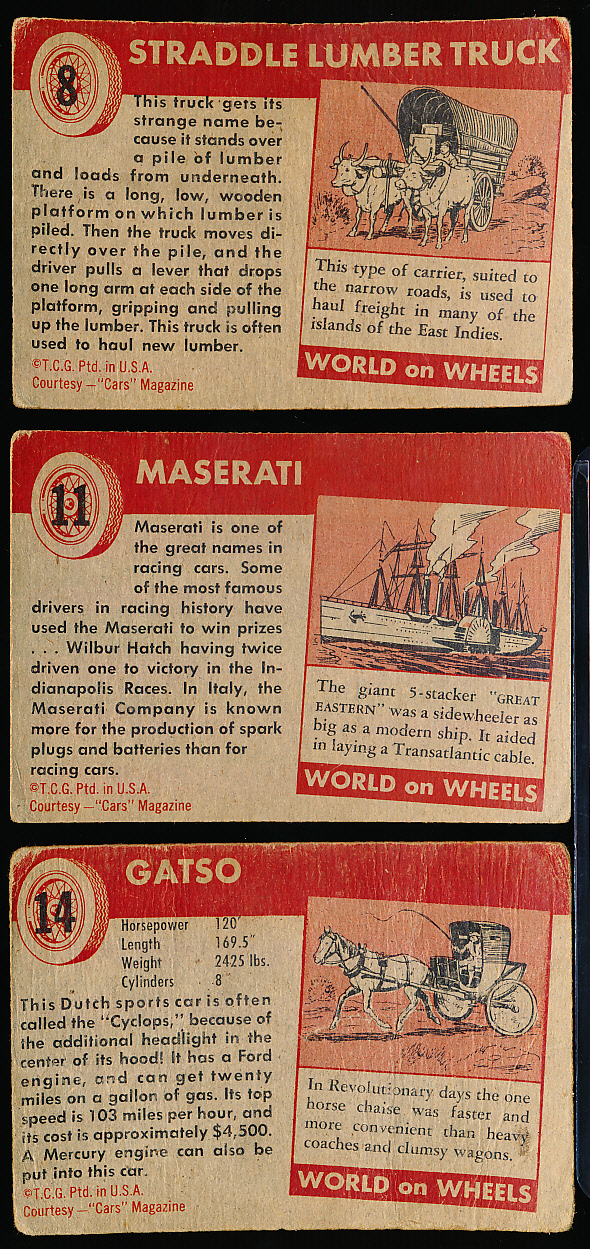 8
STRADDLE LUMBER TRUCK
This truck gets its
strange name be-
cause it stands over
a pile of lumber
and loads from underneath.
There is a long, low, wooden
platform on which lumber is
piled. Then the truck moves di-
rectly over the pile, and the
driver pulls a lever that drops
one long arm at each side of the
platform, gripping and pulling
up the lumber. This truck is often
used to haul new lumber.
©T.C.G. Ptd. in U.S.A.
Courtesy —"Cars" Magazine
This type of carrier, suited to
the narrow roads, is used to
haul freight in many of the
islands of the East Indies.
WORLD on WHEELS
11
MASERATI
Maserati is one of
the great names in
racing cars. Some
of the most famous
drivers in racing history have
used the Maserati to win prizes
. . . Wilbur Hatch having twice
driven one to victory in the In-
dianapolis Races. In Italy, the
Maserati Company is known
more for the production of spark
plugs and batteries than for
racing cars.
©T.C.G. Ptd. in U.S.A.
Courtesy —"Cars" Magazine
The giant 5-stacker "GREAT
EASTERN" was a sidewheeler as
big as a modern ship. It aided
in laying a Transatlantic cable.
WORLD on WHEELS
14
GATSO
Horsepower 120
Length 169.5"
Weight 2425 lbs.
Cylinders 8
This Dutch sports car is often
called the "Cyclops," because of
the additional headlight in the
center of its hood! It has a Ford
engine, and can get twenty
miles on a gallon of gas. Its top
speed is 103 miles per hour, and
its cost is approximately $4,500.
A Mercury engine can also be
put into this car.
©T.C.G. Ptd. in U.S.A.
Courtesy —"Cars" Magazine
In Revolutionary days the one
horse chaise was faster and
more convenient than heavy
coaches and clumsy wagons.
WORLD on WHEELS